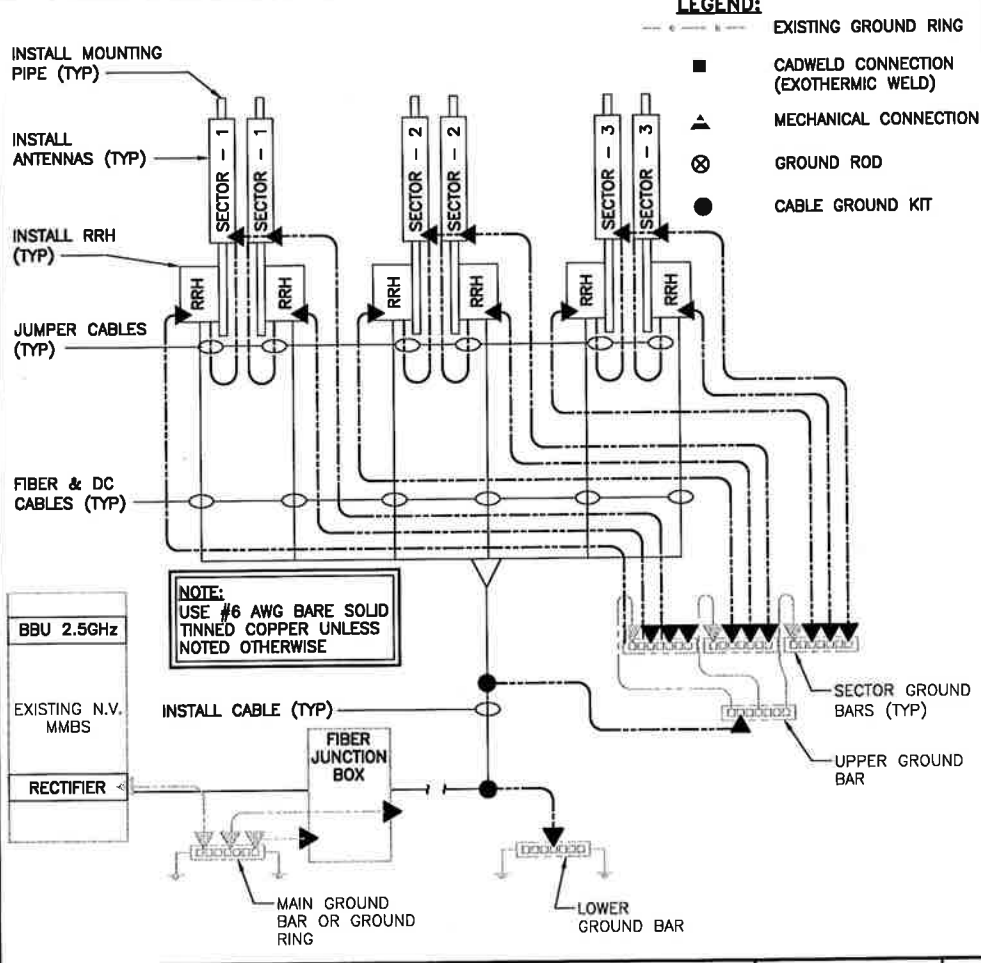 LEGEND:
EXISTING GROUND RING
CADWELD CONNECTION
(EXOTHERMIC WELD)
MECHANICAL CONNECTION
GROUND ROD
CABLE GROUND KIT
INSTALL MOUNTING
PIPE (TYP)
INSTALL
ANTENNAS (TYP)
INSTALL RRH
(TYP)
JUMPER CABLES
(TYP)
FIBER & DC
CABLES (TYP)
SECTOR - 1
SECTOR - 1
SECTOR - 2
SECTOR - 2
SECTOR - 3
SECTOR - 3
RRH
RRH
RRH
RRH
RRH
RRH
NOTE:
USE #6 AWG BARE SOLID
TINNED COPPER UNLESS
NOTED OTHERWISE
BBU 2.5GHz
EXISTING N.V.
MMBS
RECTIFIER
INSTALL CABLE (TYP)
FIBER
JUNCTION
BOX
SECTOR GROUND
BARS (TYP)
UPPER GROUND
BAR
MAIN GROUND
BAR OR GROUND
RING
LOWER
GROUND BAR